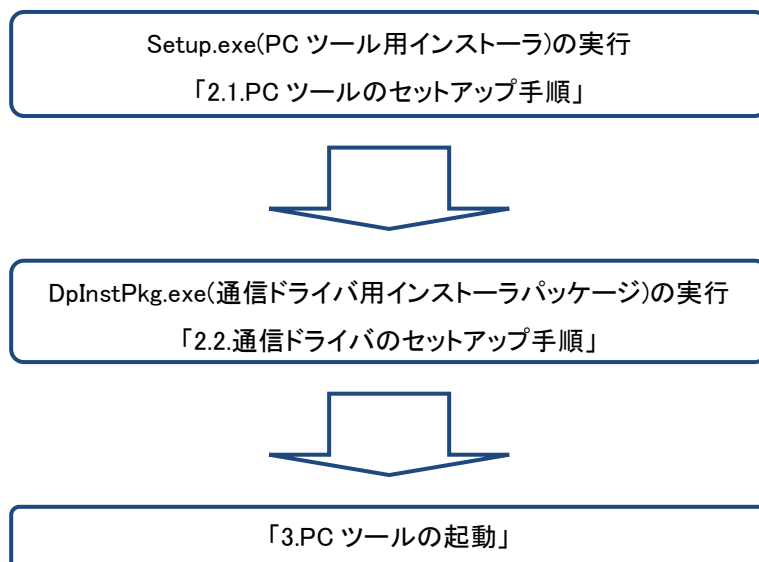 Setup.exe(PC ツール用インストーラ)の実行
「2.1.PC ツールのセットアップ手順」
DpInstPkg.exe(通信ドライバ用インストーラパッケージ)の実行
「2.2.通信ドライバのセットアップ手順」
「3.PC ツールの起動」